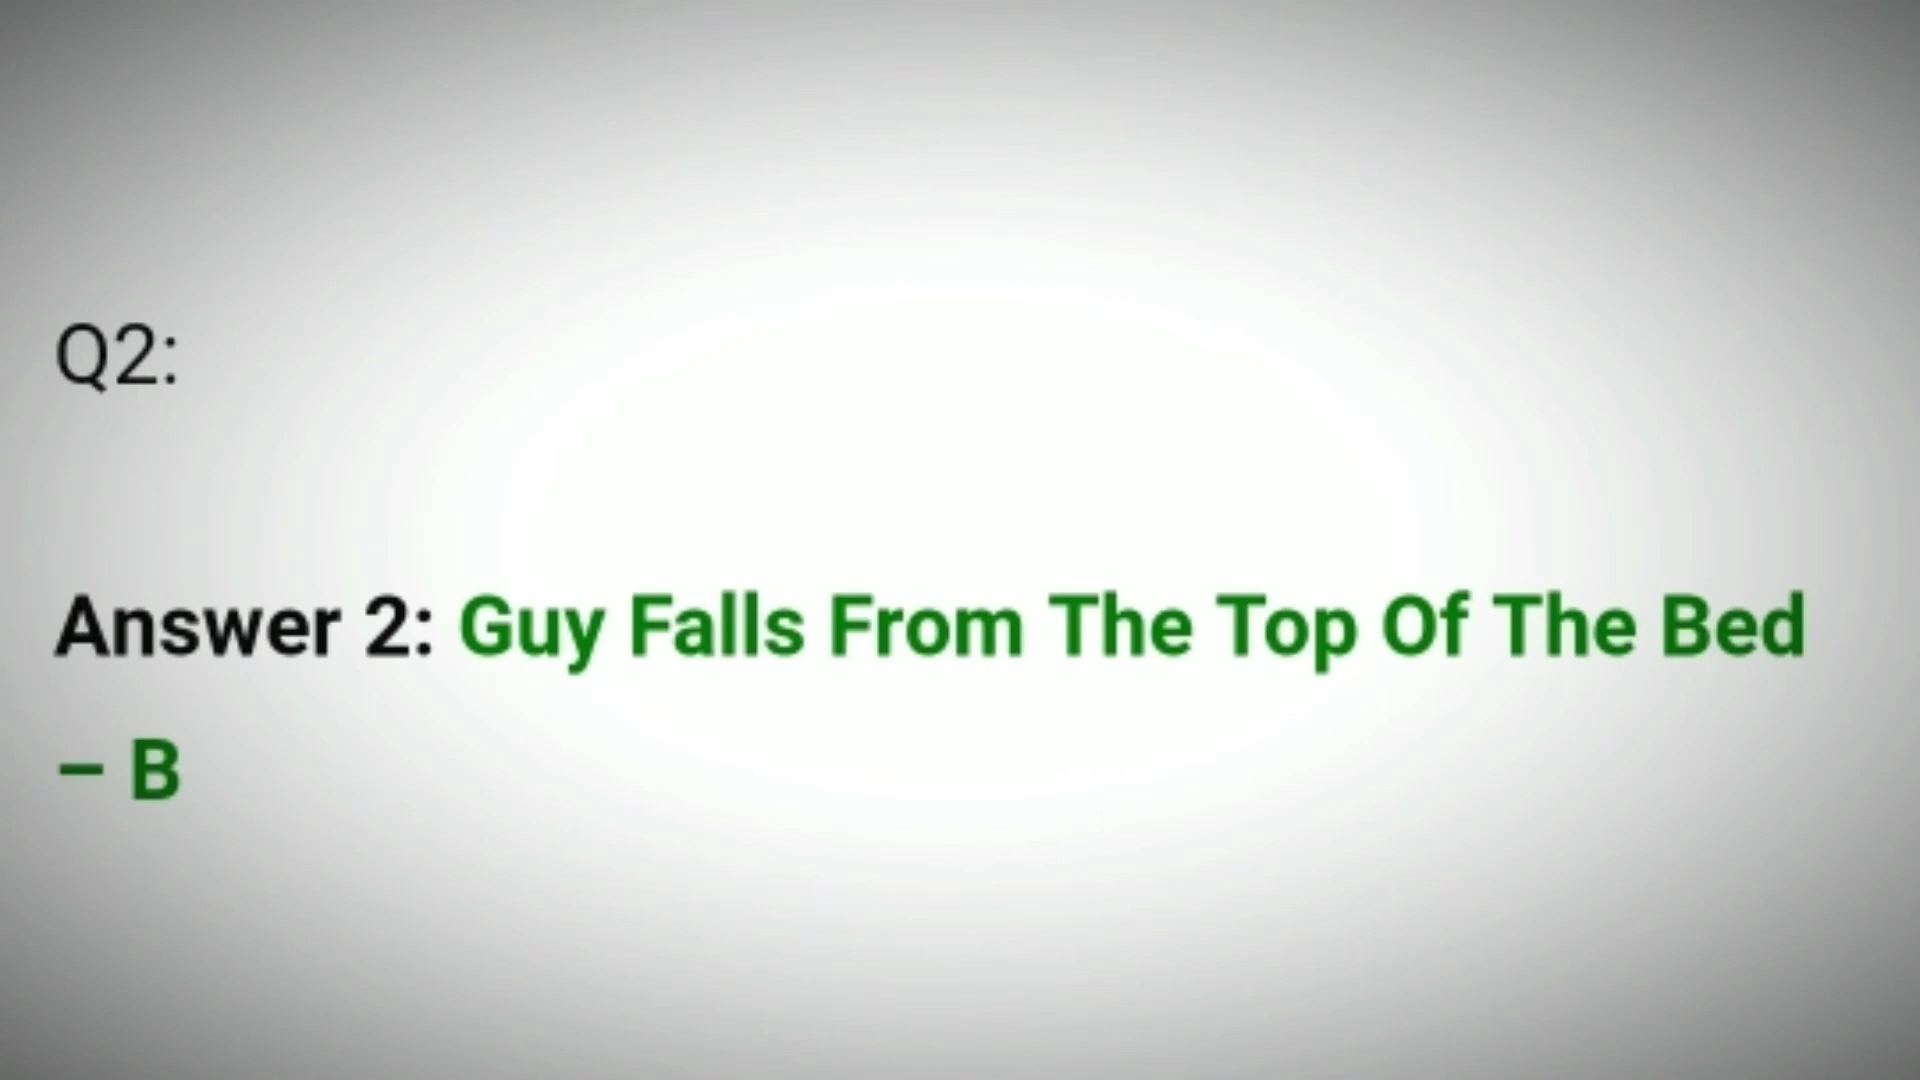 Q2:
Answer 2: Guy Falls From The Top Of The Bed
– B